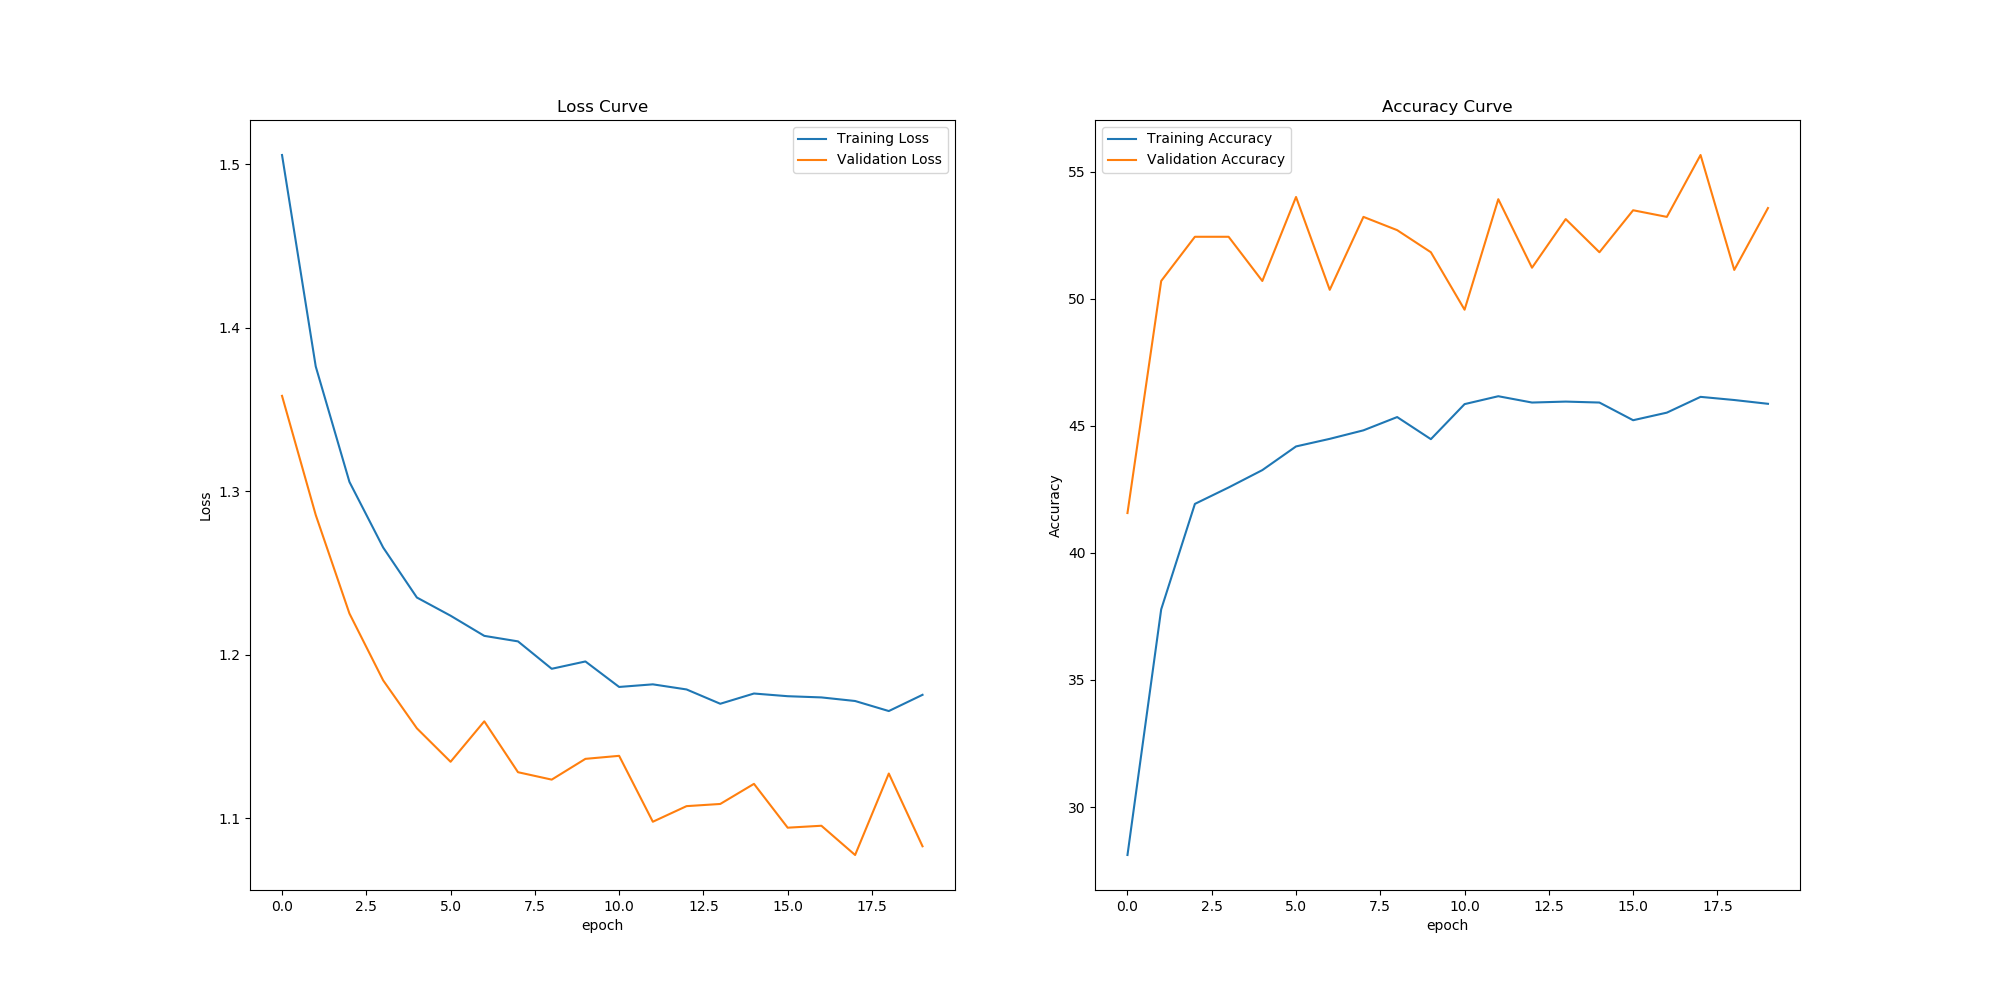 Loss Curve
Training Loss
Validation Loss
1.5
1.4
1.3
1.2
1.1
Loss
0.0 2.5 5.0 7.5 10.0 12.5 15.0 17.5
epoch
Accuracy Curve
Training Accuracy
Validation Accuracy
55
50
45
40
35
30
Accuracy
0.0 2.5 5.0 7.5 10.0 12.5 15.0 17.5
epoch